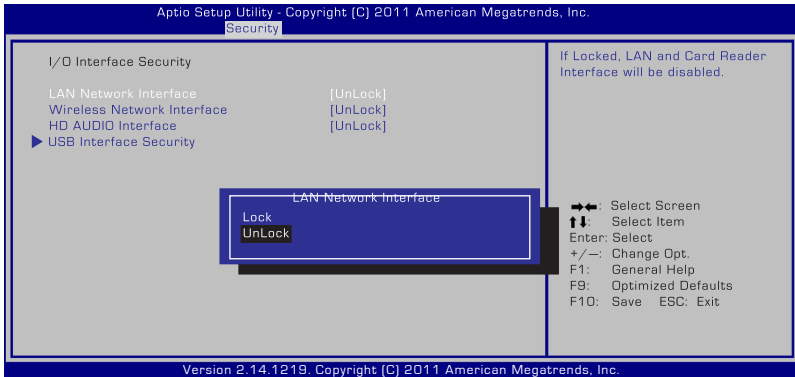 Aptio Setup Utility - Copyright (C) 2011 American Megatrends, Inc.
Security
I/O Interface Security
LAN Network Interface [UnLock]
Wireless Network Interface [UnLock]
HD AUDIO Interface [UnLock]
USB Interface Security
If Locked, LAN and Card Reader
Interface will be disabled.
LAN Network Interface
Lock
UnLock
→←: Select Screen
↑↓: Select Item
Enter: Select
+/—: Change Opt.
F1: General Help
F9: Optimized Defaults
F10: Save ESC: Exit
Version 2.14.1219. Copyright (C) 2011 American Megatrends, Inc.